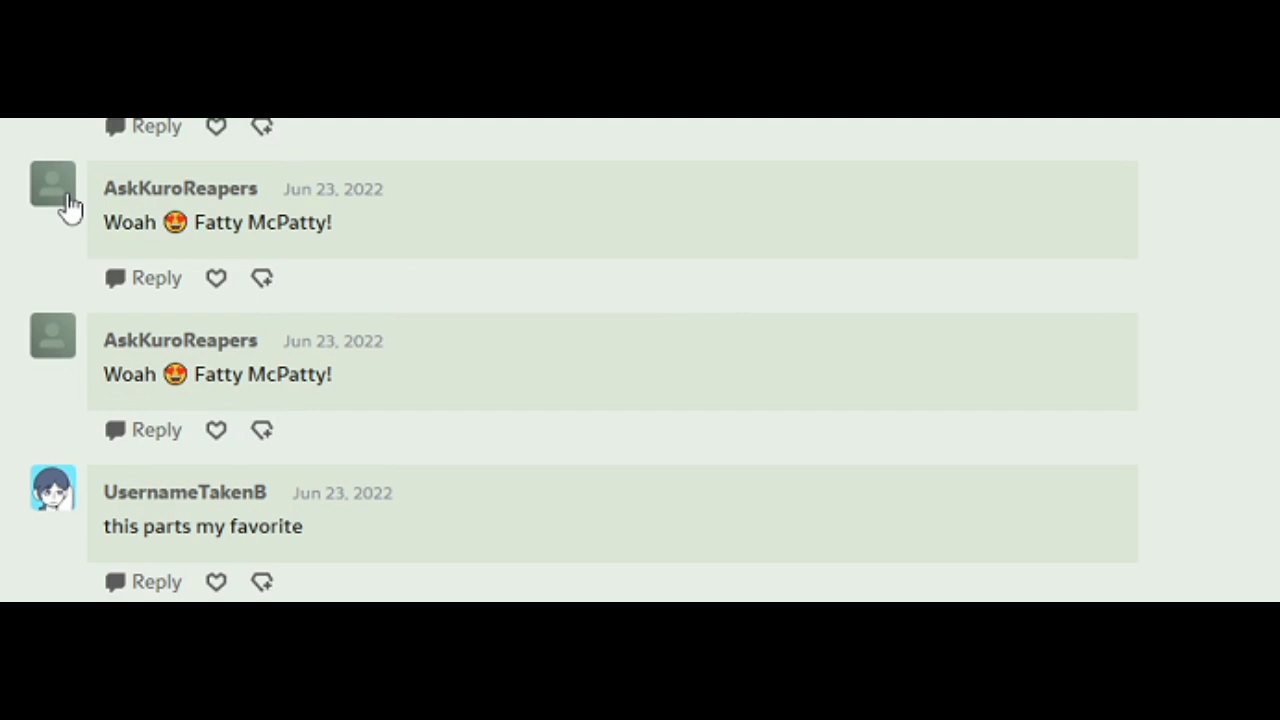 Reply
AskKuroReapers Jun 23, 2022
Woah 😍 Fatty McPatty!
Reply
AskKuroReapers Jun 23, 2022
Woah 😍 Fatty McPatty!
Reply
UsernameTakenB Jun 23, 2022
this parts my favorite
Reply